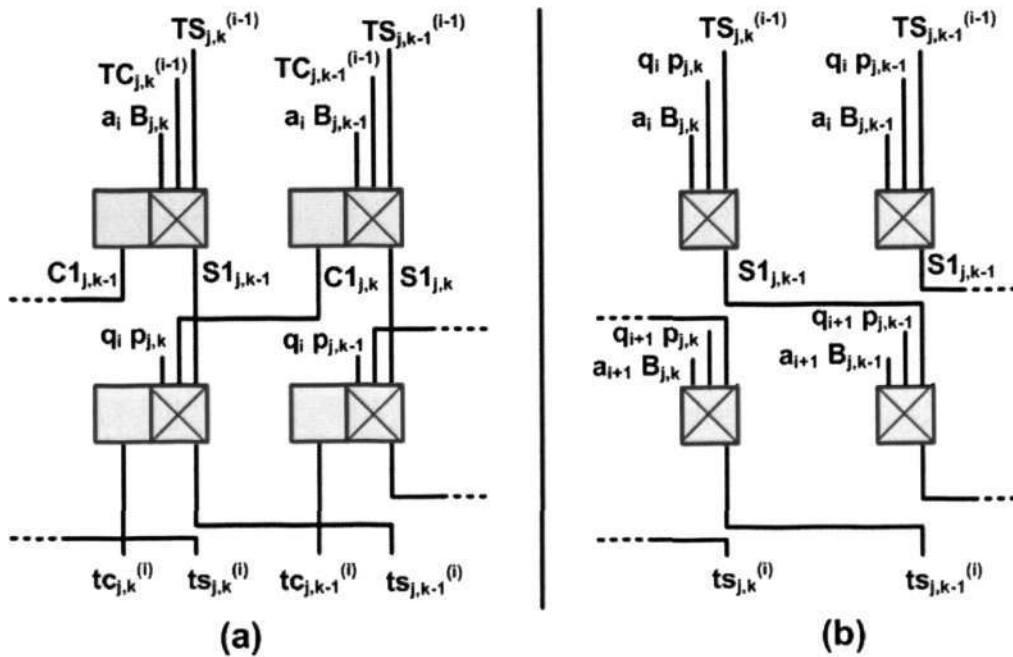 TS_{j,k}^{(i-1)} TS_{j,k-1}^{(i-1)}
TC_{j,k}^{(i-1)} TC_{j,k-1}^{(i-1)}
a_i B_{j,k} a_i B_{j,k-1}
C1_{j,k-1} S1_{j,k-1} C1_{j,k} S1_{j,k}
q_i p_{j,k} q_i p_{j,k-1}
tc_{j,k}^{(i)} ts_{j,k}^{(i)} tc_{j,k-1}^{(i)} ts_{j,k-1}^{(i)}
(a)
TS_{j,k}^{(i-1)} TS_{j,k-1}^{(i-1)}
q_i p_{j,k} q_i p_{j,k-1}
a_i B_{j,k} a_i B_{j,k-1}
S1_{j,k} S1_{j,k-1}
q_{i+1} p_{j,k} q_{i+1} p_{j,k-1}
a_{i+1} B_{j,k} a_{i+1} B_{j,k-1}
ts_{j,k}^{(i)} ts_{j,k-1}^{(i)}
(b)